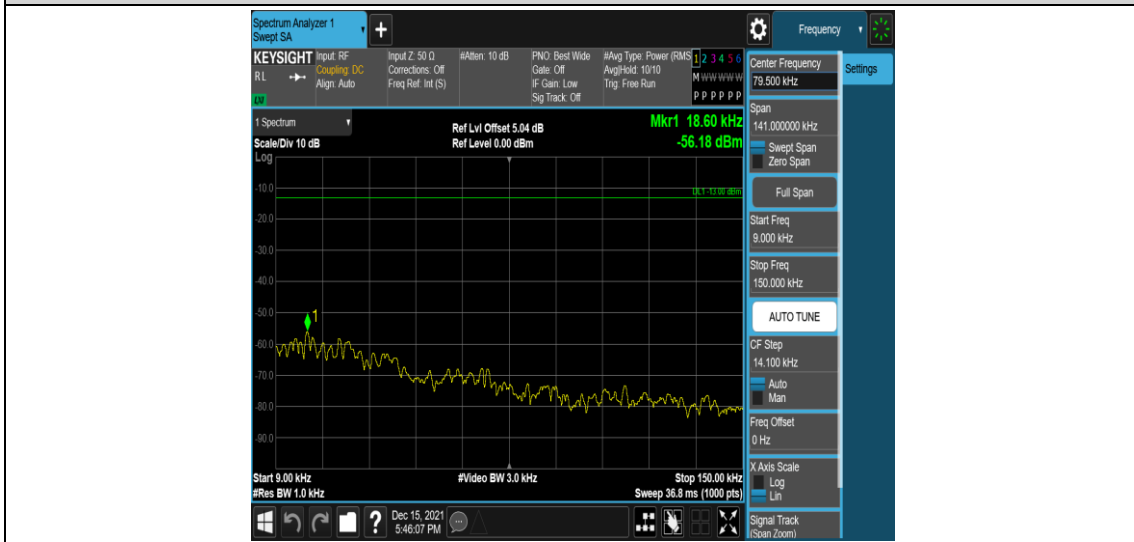 Spectrum Analyzer 1
Swept SA
+
Frequency
KEYSIGHT
R L
LXI
Input: RF
Coupling: DC
Align: Auto
Input Z: 50 Ω
Corrections: Off
Freq Ref: Int (S)
#Atten: 10 dB
PNO: Best Wide
Gate: Off
IF Gain: Low
Sig Track: Off
#Avg Type: Power (RMS
Avg|Hold: 10/10
Trig: Free Run
1 2 3 4 5 6
M W W W W W
P P P P P P
Center Frequency
79.500 kHz
Settings
Span
141.000000 kHz
Swept Span
Zero Span
Full Span
Start Freq
9.000 kHz
Stop Freq
150.000 kHz
AUTO TUNE
CF Step
14.100 kHz
Auto
Man
Freq Offset
0 Hz
X Axis Scale
Log
Lin
Signal Track
(Span Zoom)
1 Spectrum
Scale/Div 10 dB
Log
Ref Lvl Offset 5.04 dB
Ref Level 0.00 dBm
Mkr1 18.60 kHz
-56.18 dBm
DL1 -13.00 dBm
-10.0
-20.0
-30.0
-40.0
-50.0
-60.0
-70.0
-80.0
-90.0
1
Start 9.00 kHz
#Video BW 3.0 kHz
Stop 150.00 kHz
#Res BW 1.0 kHz
Sweep 36.8 ms (1000 pts)
?
Dec 15, 2021
5:46:07 PM